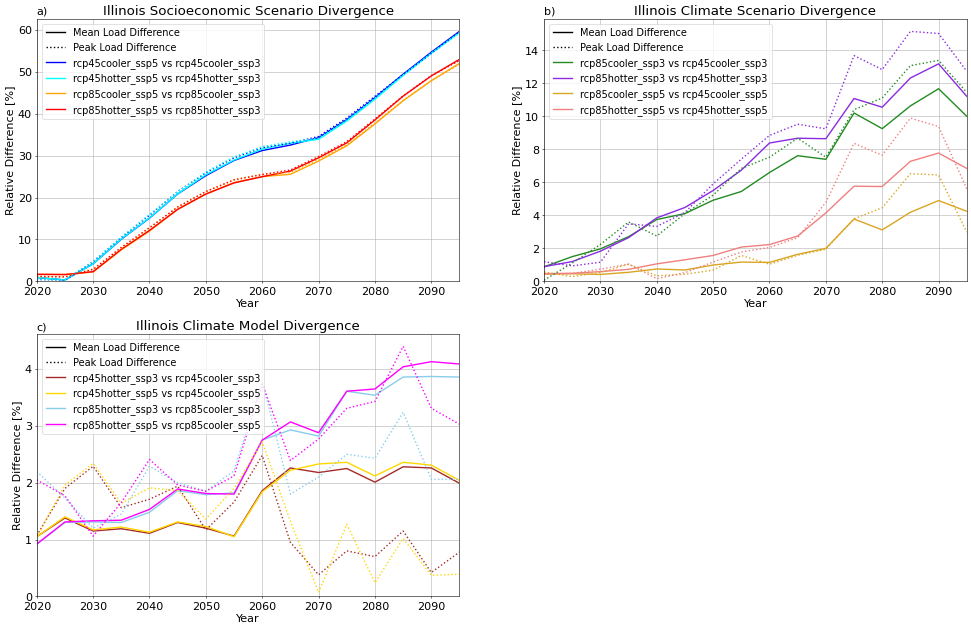 a)
Illinois Socioeconomic Scenario Divergence
Mean Load Difference
Peak Load Difference
rcp45cooler_ssp5 vs rcp45cooler_ssp3
rcp45hotter_ssp5 vs rcp45hotter_ssp3
rcp85cooler_ssp5 vs rcp85cooler_ssp3
rcp85hotter_ssp5 vs rcp85hotter_ssp3
Relative Difference [%]
60
50
40
30
20
10
0
2020 2030 2040 2050 2060 2070 2080 2090
Year
b)
Illinois Climate Scenario Divergence
Mean Load Difference
Peak Load Difference
rcp85cooler_ssp3 vs rcp45cooler_ssp3
rcp85hotter_ssp3 vs rcp45hotter_ssp3
rcp85cooler_ssp5 vs rcp45cooler_ssp5
rcp85hotter_ssp5 vs rcp45hotter_ssp5
Relative Difference [%]
14
12
10
8
6
4
2
0
2020 2030 2040 2050 2060 2070 2080 2090
Year
c)
Illinois Climate Model Divergence
Mean Load Difference
Peak Load Difference
rcp45hotter_ssp3 vs rcp45cooler_ssp3
rcp45hotter_ssp5 vs rcp45cooler_ssp5
rcp85hotter_ssp3 vs rcp85cooler_ssp3
rcp85hotter_ssp5 vs rcp85cooler_ssp5
Relative Difference [%]
4
3
2
1
0
2020 2030 2040 2050 2060 2070 2080 2090
Year